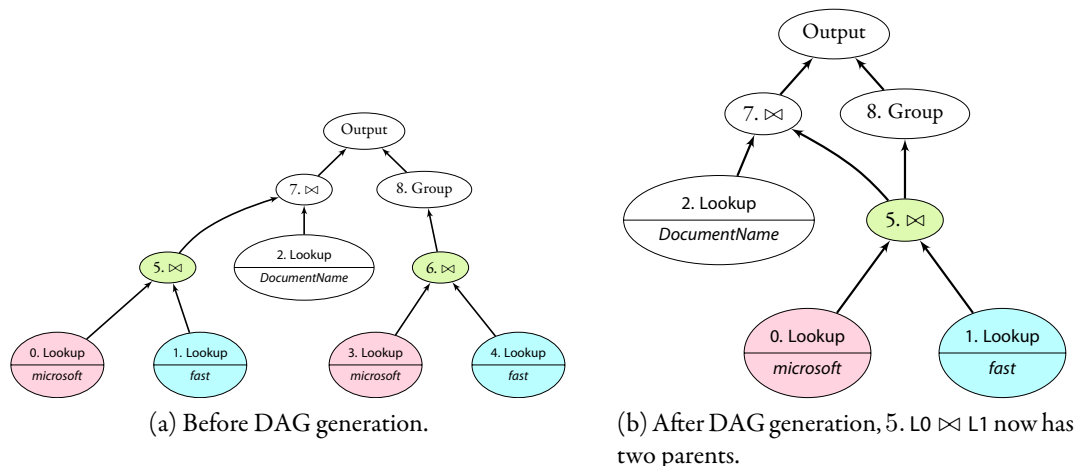 Output
7. ⋈
8. Group
2. Lookup
DocumentName
5. ⋈
6. ⋈
0. Lookup
microsoft
1. Lookup
fast
3. Lookup
microsoft
4. Lookup
fast
(a) Before DAG generation.
Output
7. ⋈
8. Group
2. Lookup
DocumentName
5. ⋈
0. Lookup
microsoft
1. Lookup
fast
(b) After DAG generation, 5. L0 ⋈ L1 now has
two parents.